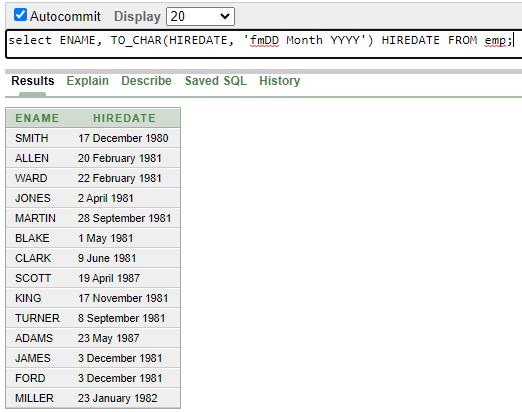 Autocommit Display 20
select ENAME, TO_CHAR(HIREDATE, 'fmDD Month YYYY') HIREDATE FROM emp;
Results Explain Describe Saved SQL History
ENAME HIREDATE
SMITH 17 December 1980
ALLEN 20 February 1981
WARD 22 February 1981
JONES 2 April 1981
MARTIN 28 September 1981
BLAKE 1 May 1981
CLARK 9 June 1981
SCOTT 19 April 1987
KING 17 November 1981
TURNER 8 September 1981
ADAMS 23 May 1987
JAMES 3 December 1981
FORD 3 December 1981
MILLER 23 January 1982